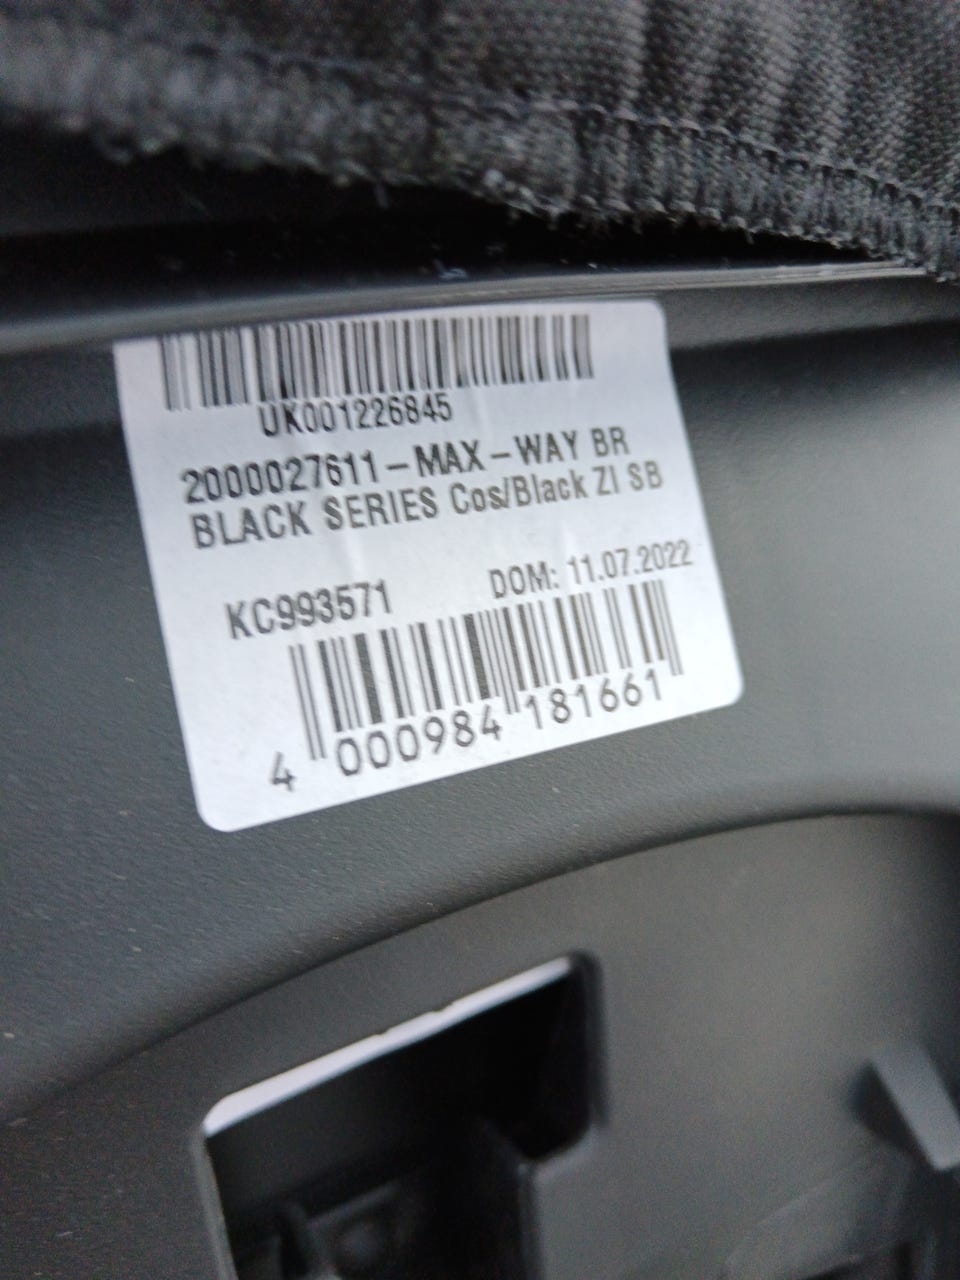 UK001226845
2000027611-MAX-WAY BR
BLACK SERIES Cos/Black ZI SB
KC993571 DOM: 11.07.2022
4 000984 181661